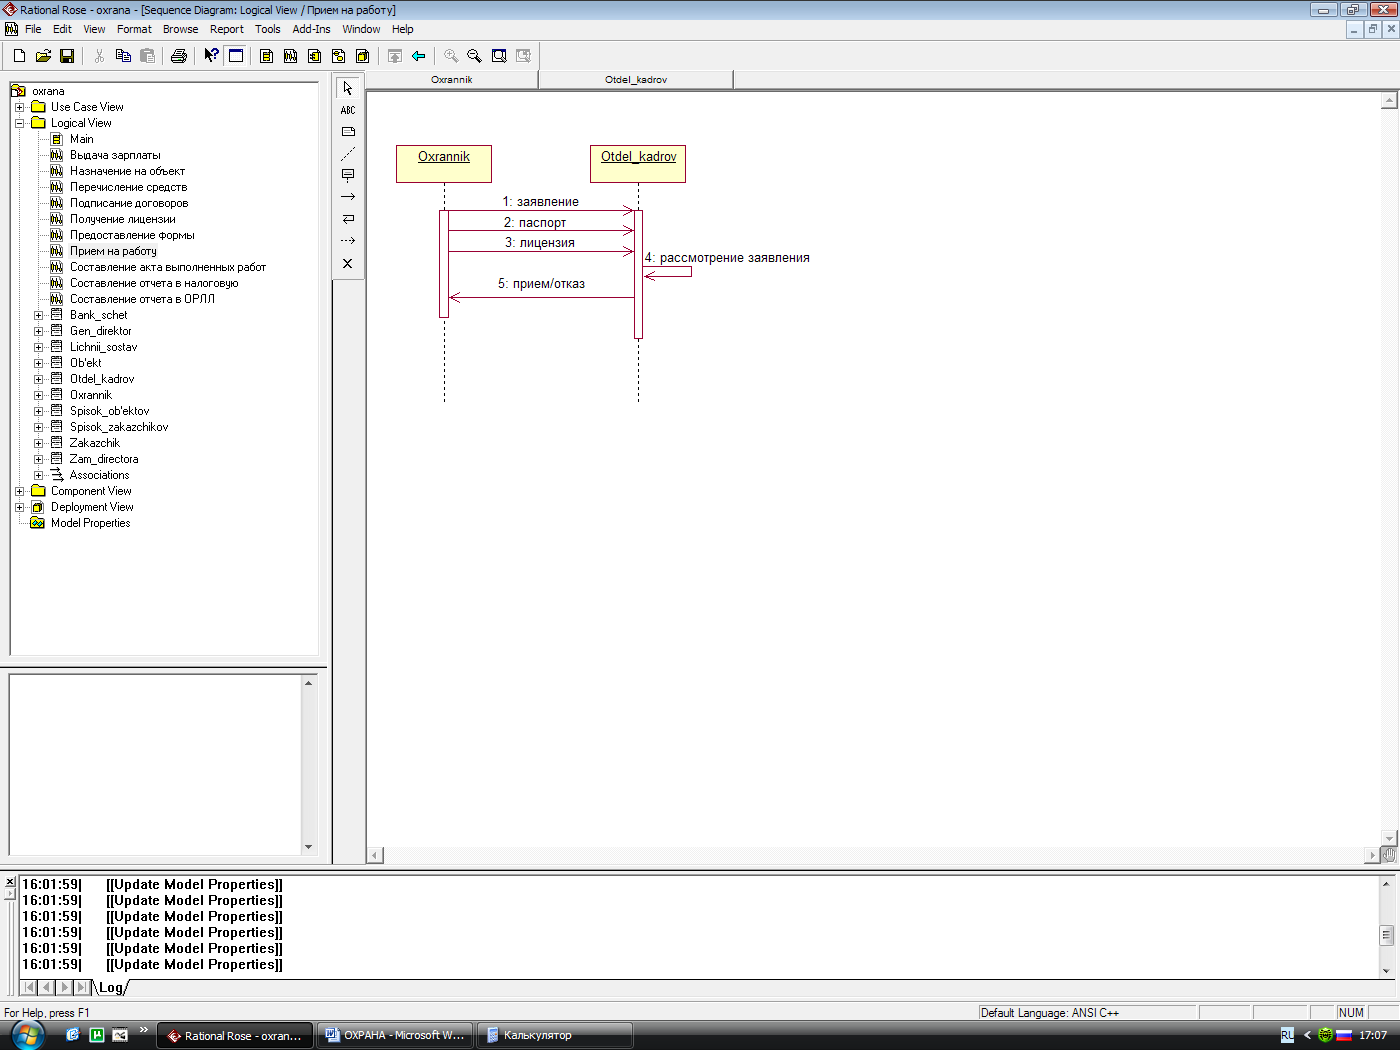 Rational Rose - oxrana - [Sequence Diagram: Logical View / Прием на работу]
File Edit View Format Browse Report Tools Add-Ins Window Help
oxrana
Use Case View
Logical View
Main
Выдача зарплаты
Назначение на объект
Перечисление средств
Подписание договоров
Получение лицензии
Предоставление формы
Прием на работу
Составление акта выполненных работ
Составление отчета в налоговую
Составление отчета в ОРЛЛ
Bank_schet
Gen_direktor
Lichnii_sostav
Ob'ekt
Otdel_kadrov
Oxrannik
Spisok_ob'ektov
Spisok_zakazchikov
Zakazchik
Zam_directora
Associations
Component View
Deployment View
Model Properties
ABC
Oxrannik Otdel_kadrov
Oxrannik Otdel_kadrov
1: заявление
2: паспорт
3: лицензия
4: рассмотрение заявления
5: прием/отказ
16:01:59| [[Update Model Properties]]
16:01:59| [[Update Model Properties]]
16:01:59| [[Update Model Properties]]
16:01:59| [[Update Model Properties]]
16:01:59| [[Update Model Properties]]
16:01:59| [[Update Model Properties]]
Log
For Help, press F1 Default Language: ANSI C++ NUM
Rational Rose - oxran... ОХРАНА - Microsoft W... Калькулятор RU 17:07